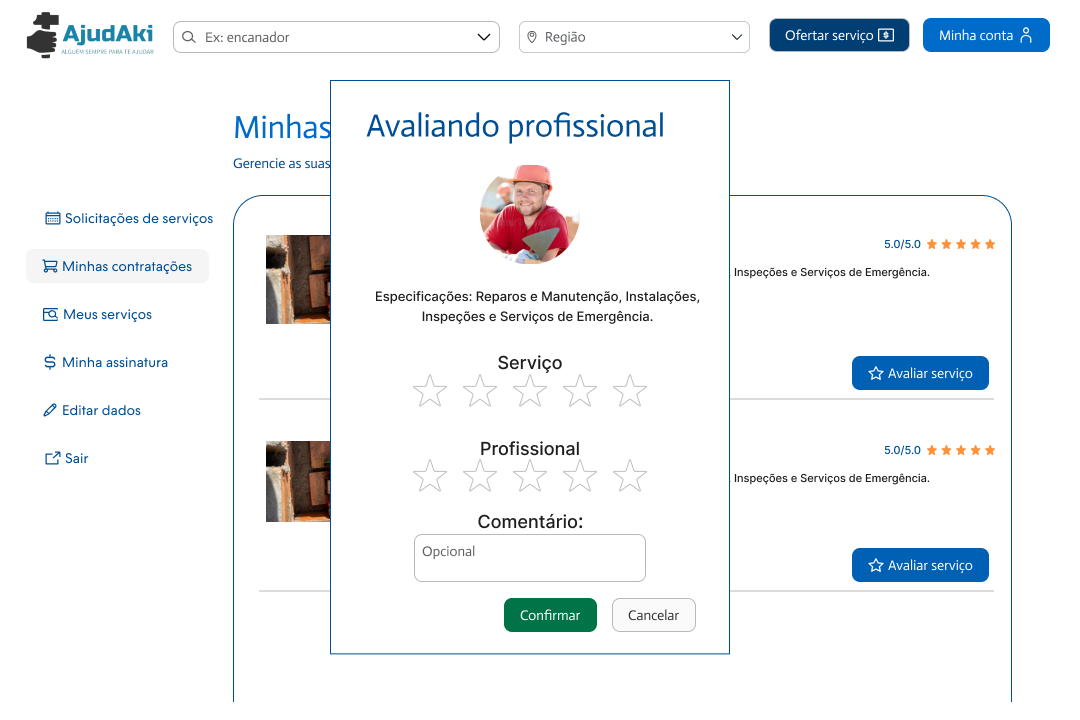 AjudAki
ALGUÉM SEMPRE PARA TE AJUDAR
Ex: encanador
Região
Ofertar serviço
Minha conta
Minhas
Gerencie as suas
Solicitações de serviços
Minhas contratações
Meus serviços
Minha assinatura
Editar dados
Sair
Avaliando profissional
Especificações: Reparos e Manutenção, Instalações,
Inspeções e Serviços de Emergência.
Serviço
Profissional
Comentário:
Opcional
Confirmar
Cancelar
5.0/5.0
Inspeções e Serviços de Emergência.
Avaliar serviço
5.0/5.0
Inspeções e Serviços de Emergência.
Avaliar serviço